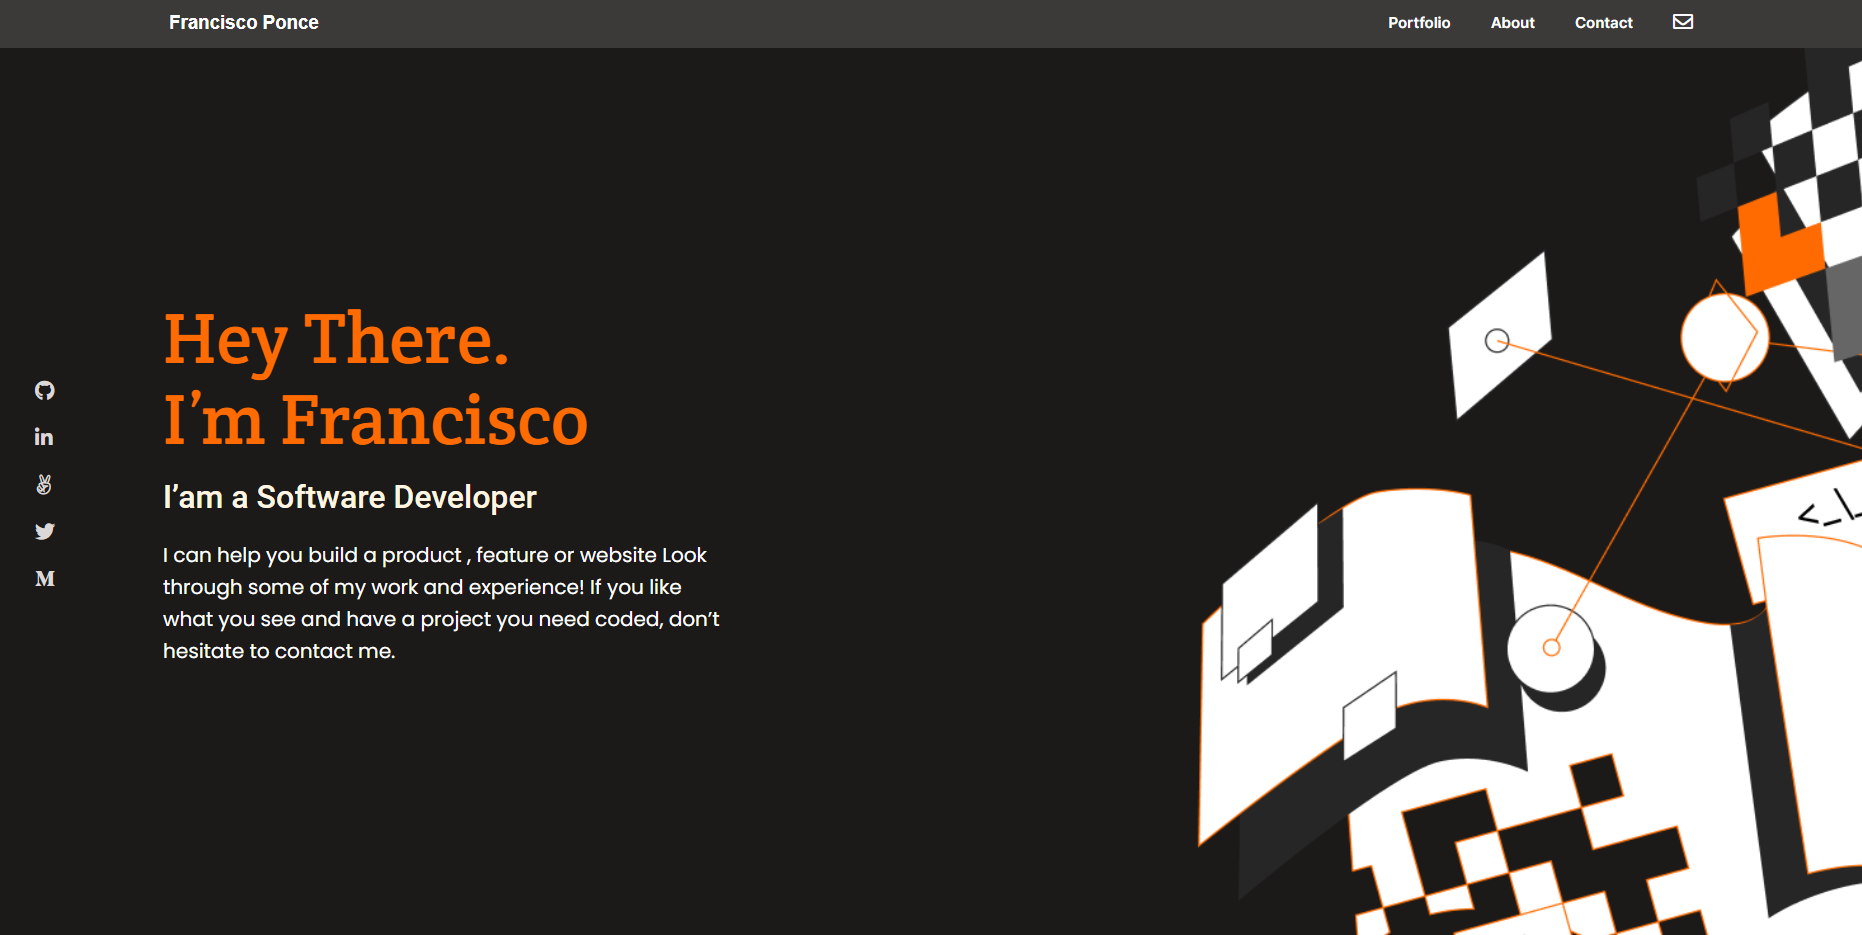 Francisco Ponce
Portfolio About Contact
Hey There.
I’m Francisco
I’am a Software Developer
I can help you build a product , feature or website Look
through some of my work and experience! If you like
what you see and have a project you need coded, don’t
hesitate to contact me.